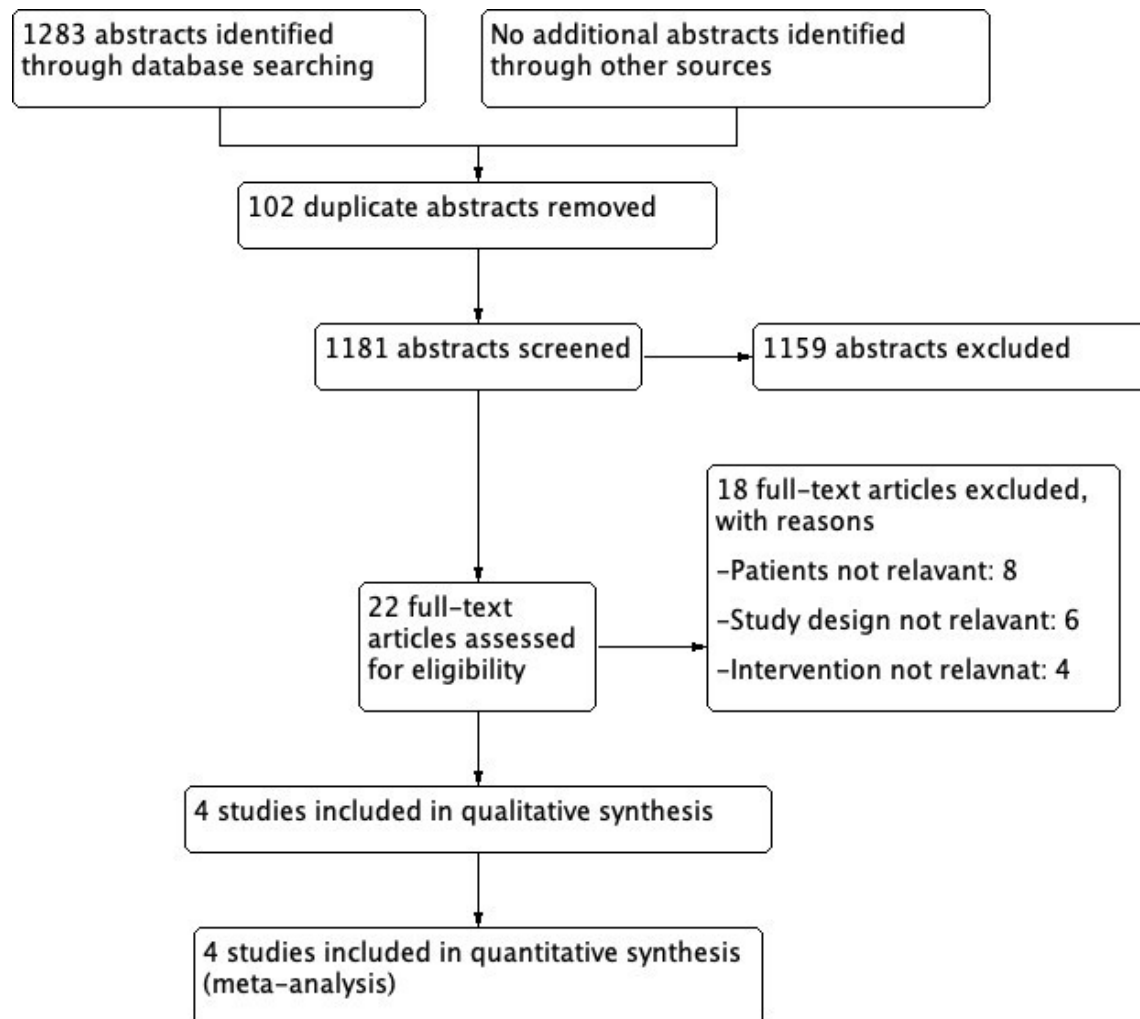 1283 abstracts identified
through database searching
No additional abstracts identified
through other sources
102 duplicate abstracts removed
1181 abstracts screened
1159 abstracts excluded
18 full-text articles excluded,
with reasons
-Patients not relavant: 8
-Study design not relavant: 6
-Intervention not relavnat: 4
22 full-text
articles assessed
for eligibility
4 studies included in qualitative synthesis
4 studies included in quantitative synthesis
(meta-analysis)